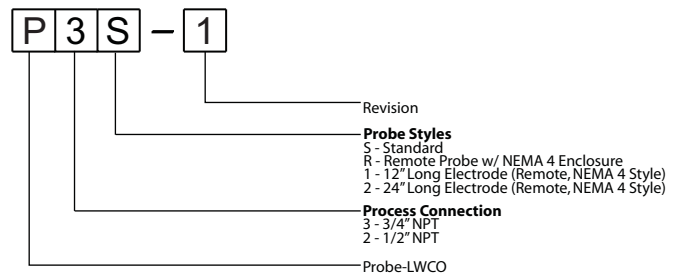 P3S - 1
Revision
Probe Styles
S - Standard
R - Remote Probe w/ NEMA 4 Enclosure
1 - 12” Long Electrode (Remote, NEMA 4 Style)
2 - 24” Long Electrode (Remote, NEMA 4 Style)
Process Connection
3 - 3/4” NPT
2 - 1/2” NPT
Probe-LWCO